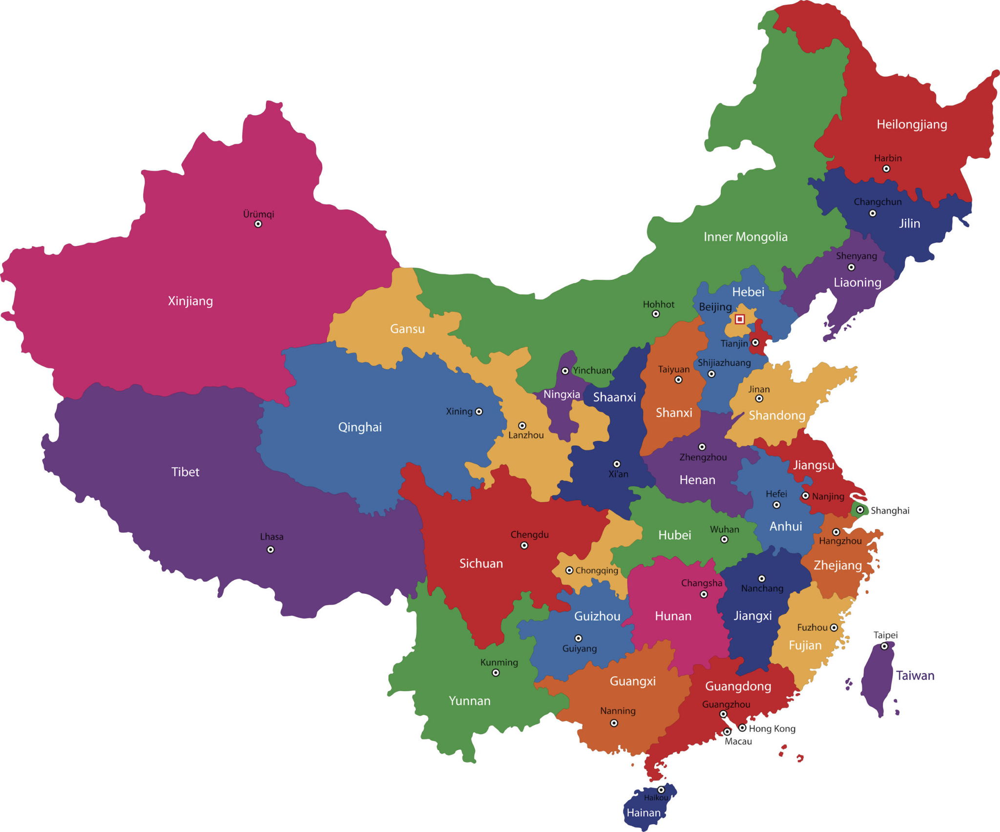 Heilongjiang
Harbin
Changchun
Ürümqi
Jilin
Inner Mongolia
Shenyang
Liaoning
Hebei
Xinjiang
Hohhot
Beijing
Gansu
Tianjin
Shijiazhuang
Taiyuan
Yinchuan
Jinan
Ningxia
Shaanxi
Xining
Shanxi
Shandong
Qinghai
Lanzhou
Zhengzhou
Jiangsu
Tibet
Xi'an
Henan
Hefei
Nanjing
Shanghai
Anhui
Wuhan
Hubei
Chengdu
Lhasa
Hangzhou
Sichuan
Zhejiang
Chongqing
Changsha
Nanchang
Guizhou
Hunan
Jiangxi
Fuzhou
Taipei
Fujian
Guiyang
Kunming
Taiwan
Guangxi
Guangdong
Yunnan
Guangzhou
Nanning
Hong Kong
Macau
Haikou
Hainan